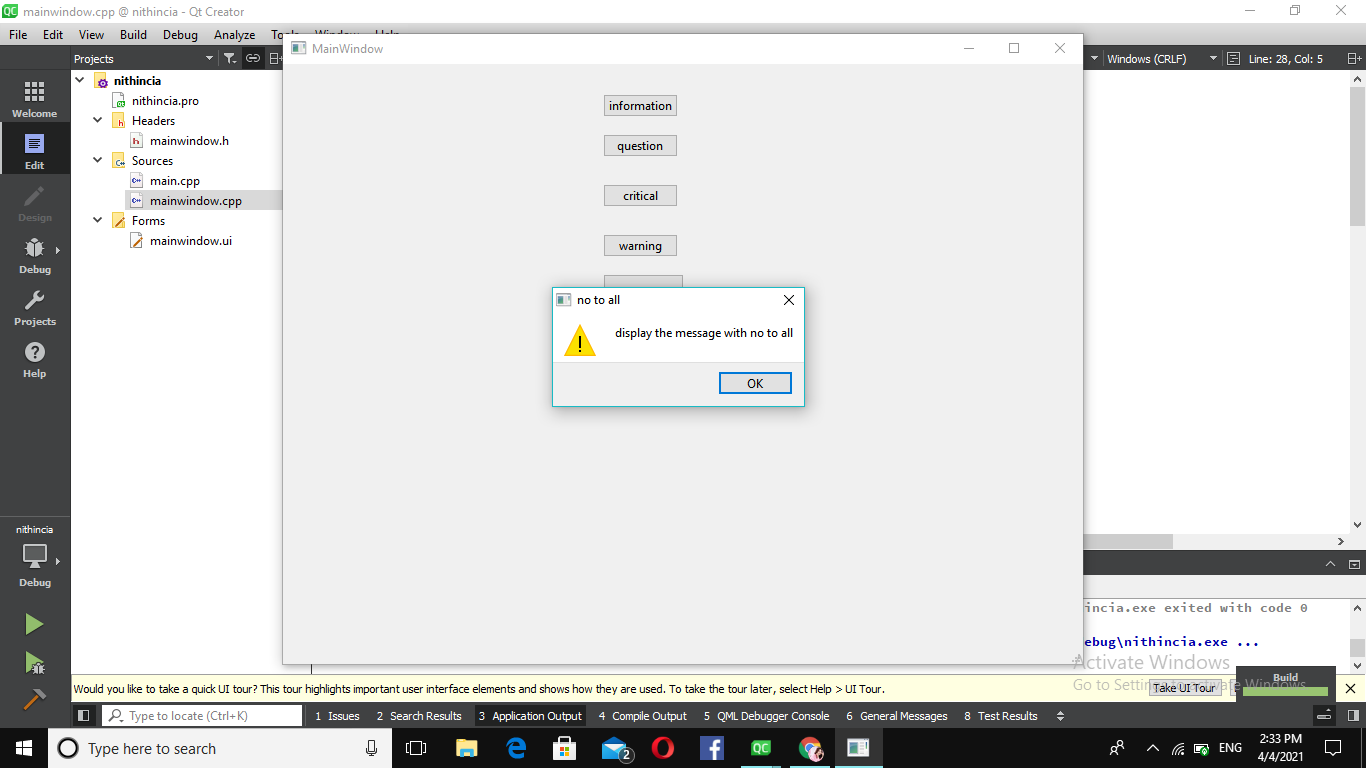 mainwindow.cpp @ nithincia - Qt Creator
File Edit View Build Debug Analyze Window
MainWindow
Projects
Windows (CRLF)
Line: 28, Col: 5
nithincia
nithincia.pro
Headers
mainwindow.h
Sources
main.cpp
mainwindow.cpp
Forms
mainwindow.ui
Welcome
Edit
Design
Debug
Projects
Help
nithincia
Debug
information
question
critical
warning
no to all
display the message with no to all
OK
incia.exe exited with code 0
ebug\nithincia.exe ...
Activate Windows
Go to Settings to activate Windows.
Build
Would you like to take a quick UI tour? This tour highlights important user interface elements and shows how they are used. To take the tour later, select Help > UI Tour.
Take UI Tour
Type to locate (Ctrl+K)
1 Issues 2 Search Results 3 Application Output 4 Compile Output 5 QML Debugger Console 6 General Messages 8 Test Results
Type here to search
2
ENG
2:33 PM
4/4/2021